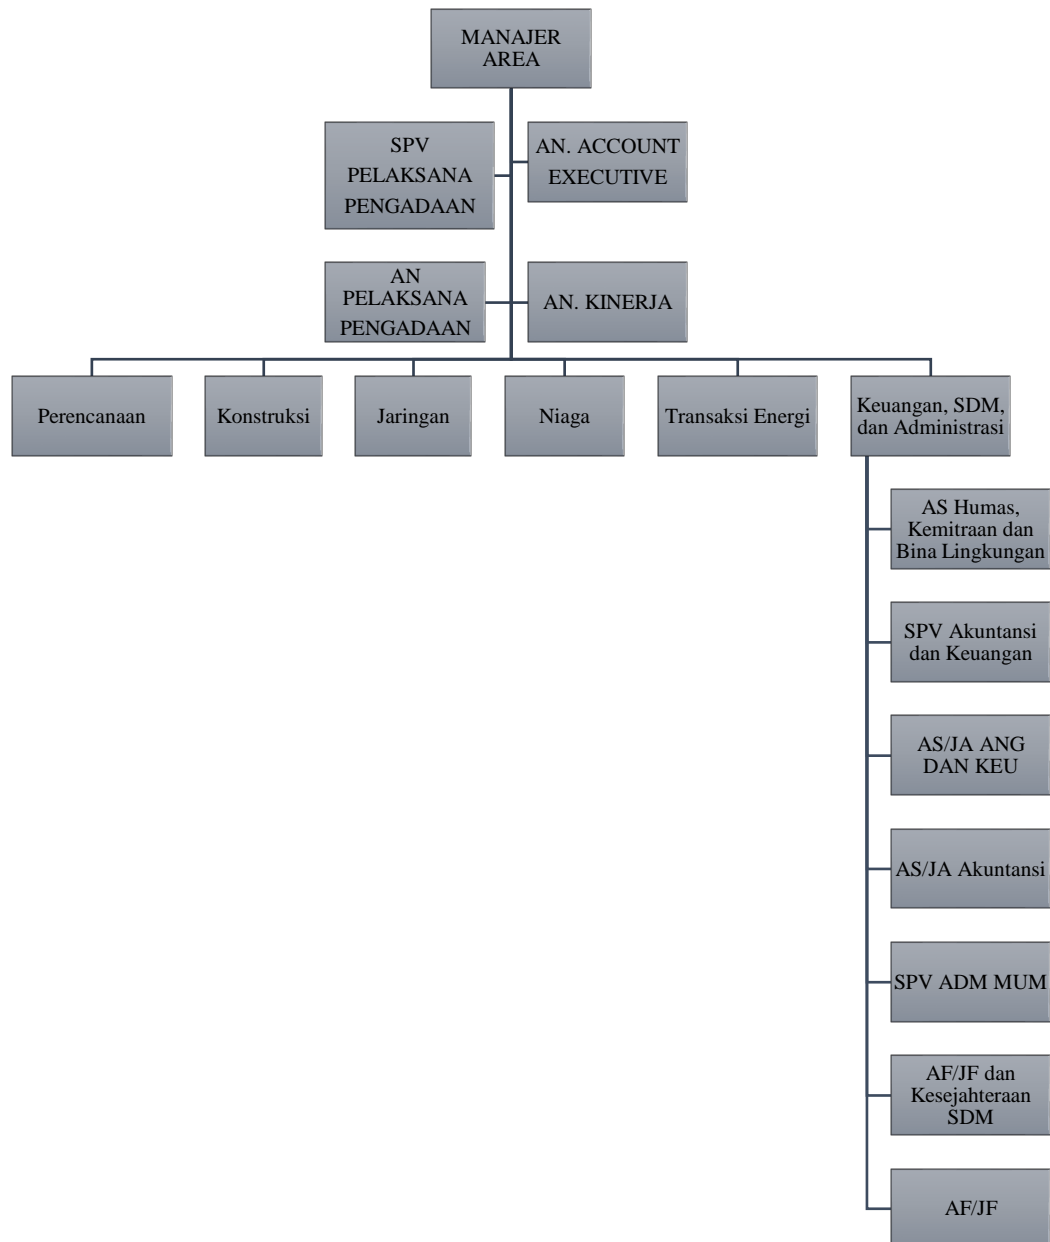 MANAJER
AREA
SPV
PELAKSANA
PENGADAAN
AN. ACCOUNT
EXECUTIVE
AN
PELAKSANA
PENGADAAN
AN. KINERJA
Perencanaan
Konstruksi
Jaringan
Niaga
Transaksi Energi
Keuangan, SDM,
dan Administrasi
AS Humas,
Kemitraan dan
Bina Lingkungan
SPV Akuntansi
dan Keuangan
AS/JA ANG
DAN KEU
AS/JA Akuntansi
SPV ADM MUM
AF/JF dan
Kesejahteraan
SDM
AF/JF